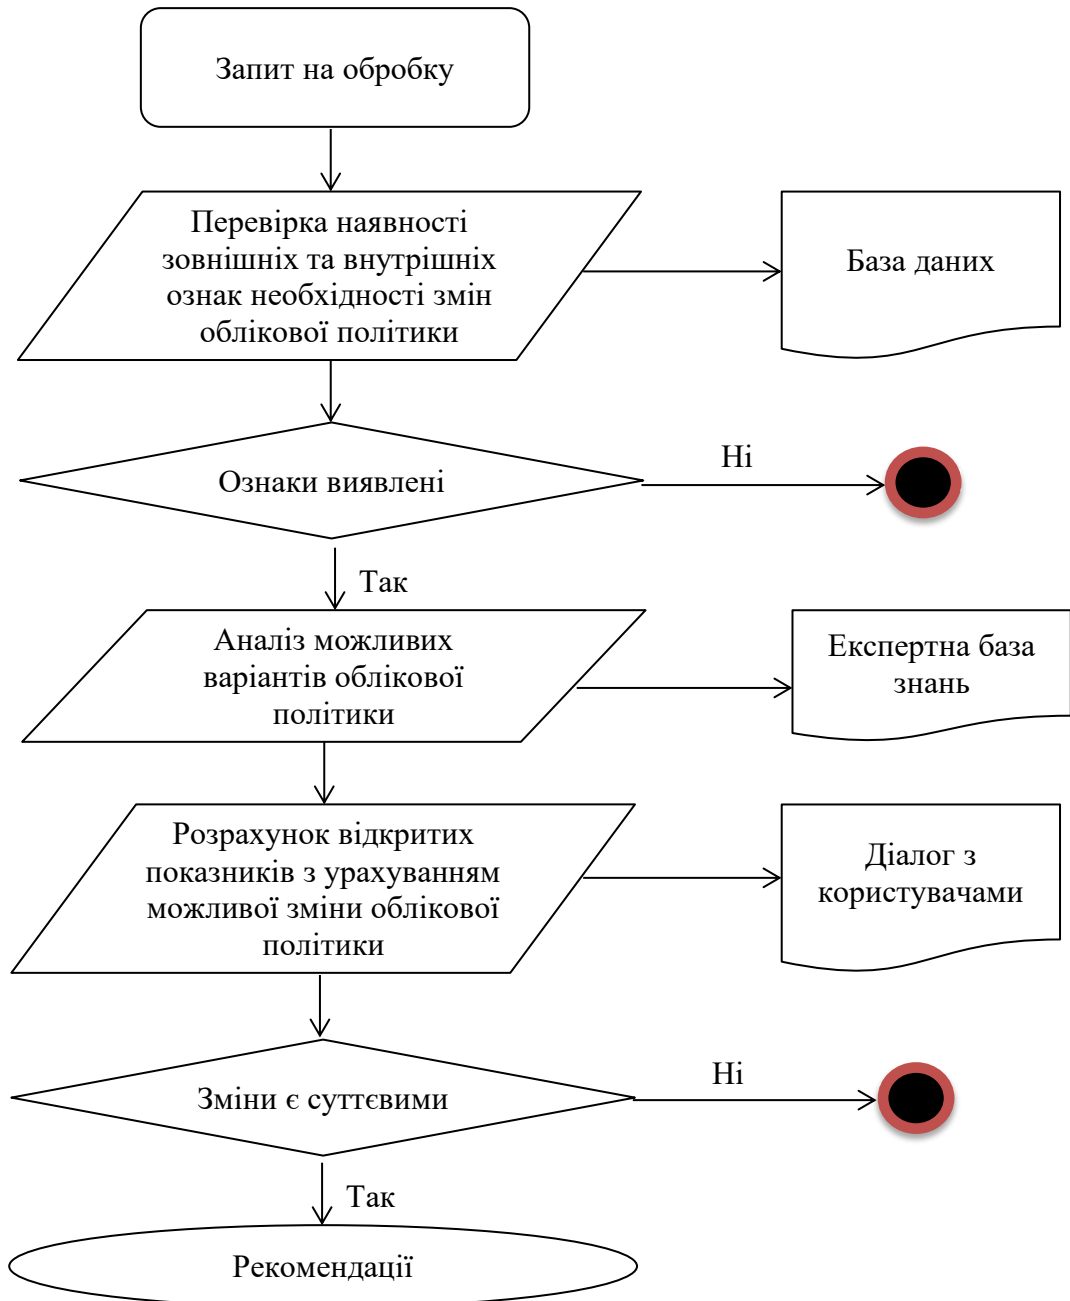 Запит на обробку
Перевірка наявності
зовнішніх та внутрішніх
ознак необхідності змін
облікової політики
База даних
Ознаки виявлені
Ні
Так
Аналіз можливих
варіантів облікової
політики
Експертна база
знань
Розрахунок відкритих
показників з урахуванням
можливої зміни облікової
політики
Діалог з
користувачами
Зміни є суттєвими
Ні
Так
Рекомендації